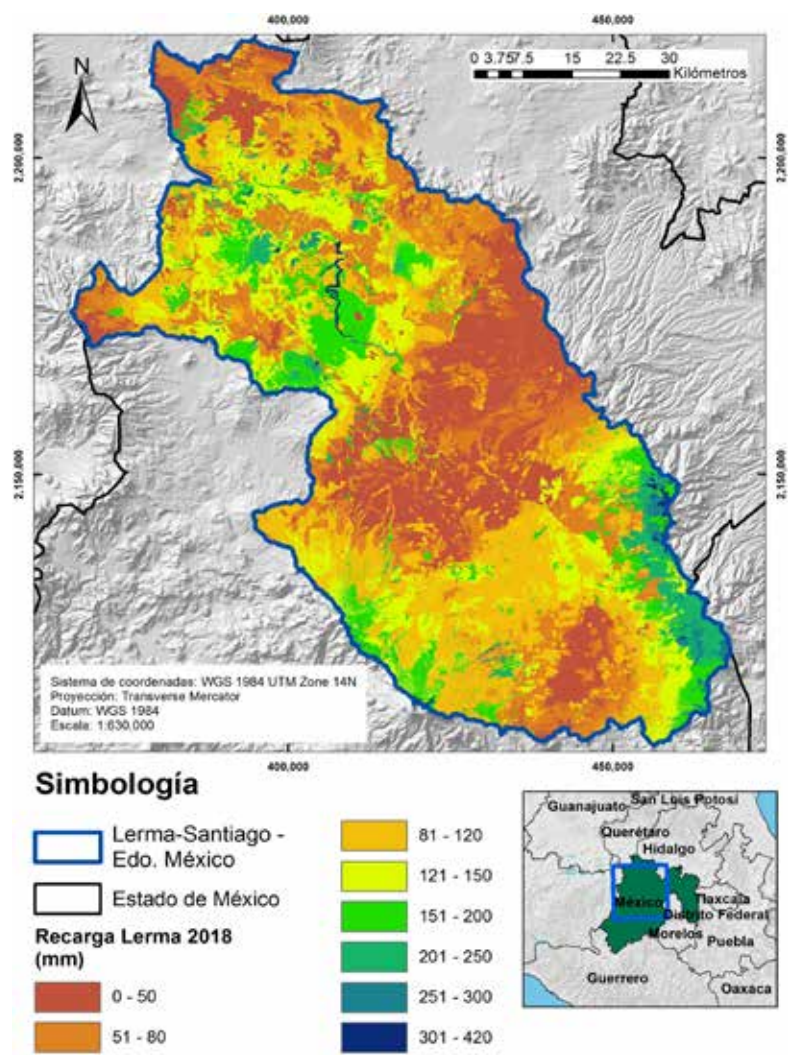 400,000
450,000
N
0 3.757.5 15 22.5 30
Kilómetros
2,200,000
2,200,000
2,150,000
2,150,000
Sistema de coordenadas: WGS 1984 UTM Zone 14N
Proyección: Transverse Mercator
Datum: WGS 1984
Escala: 1:630,000
400,000
450,000
Simbología
Lerma-Santiago -
Edo. México
Estado de México
Recarga Lerma 2018
(mm)
0 - 50
51 - 80
81 - 120
121 - 150
151 - 200
201 - 250
251 - 300
301 - 420
Guanajuato
San Luis Potosí
Querétaro
Hidalgo
México
Tlaxcala
Distrito Federal
Morelos
Puebla
Guerrero
Oaxaca